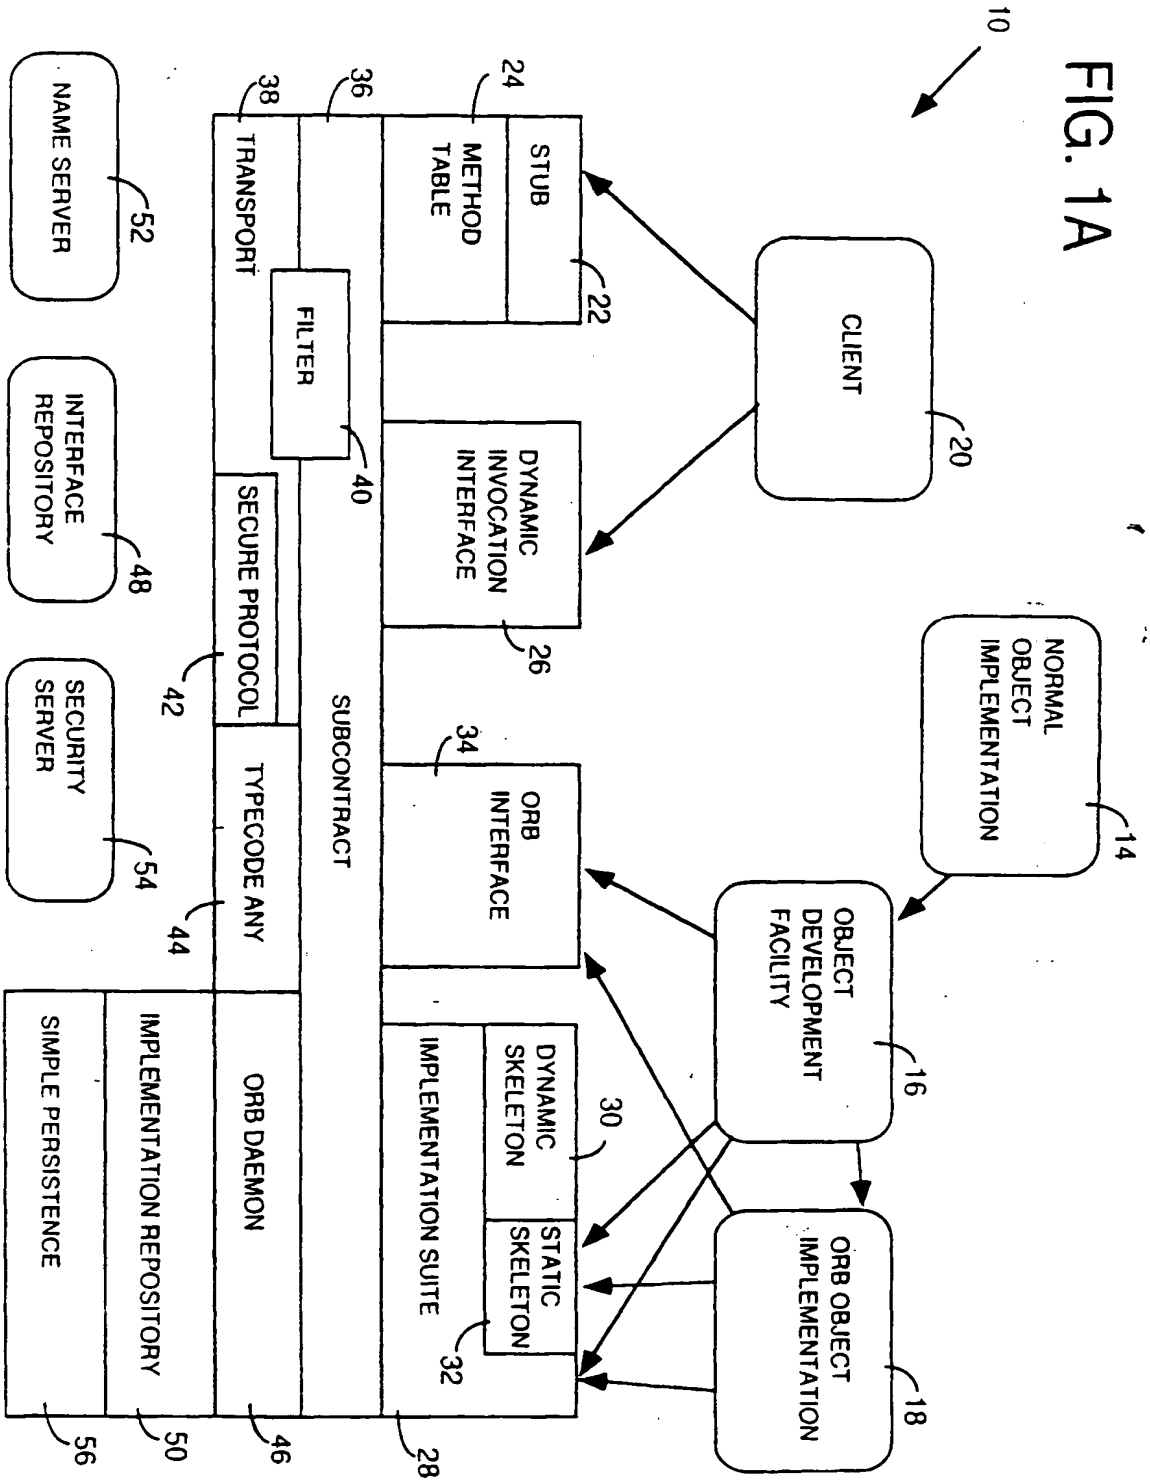 FIG. 1A
10
CLIENT
20
NORMAL
OBJECT
IMPLEMENTATION
14
OBJECT
DEVELOPMENT
FACILITY
16
ORB OBJECT
IMPLEMENTATION
18
STUB
22
METHOD
TABLE
24
DYNAMIC
INVOCATION
INTERFACE
26
ORB
INTERFACE
34
DYNAMIC
SKELETON
30
STATIC
SKELETON
32
IMPLEMENTATION SUITE
28
36
SUBCONTRACT
FILTER
40
38
TRANSPORT
SECURE PROTOCOL
42
TYPECODE ANY
44
ORB DAEMON
46
IMPLEMENTATION REPOSITORY
50
SIMPLE PERSISTENCE
56
NAME SERVER
52
INTERFACE
REPOSITORY
48
SECURITY
SERVER
54